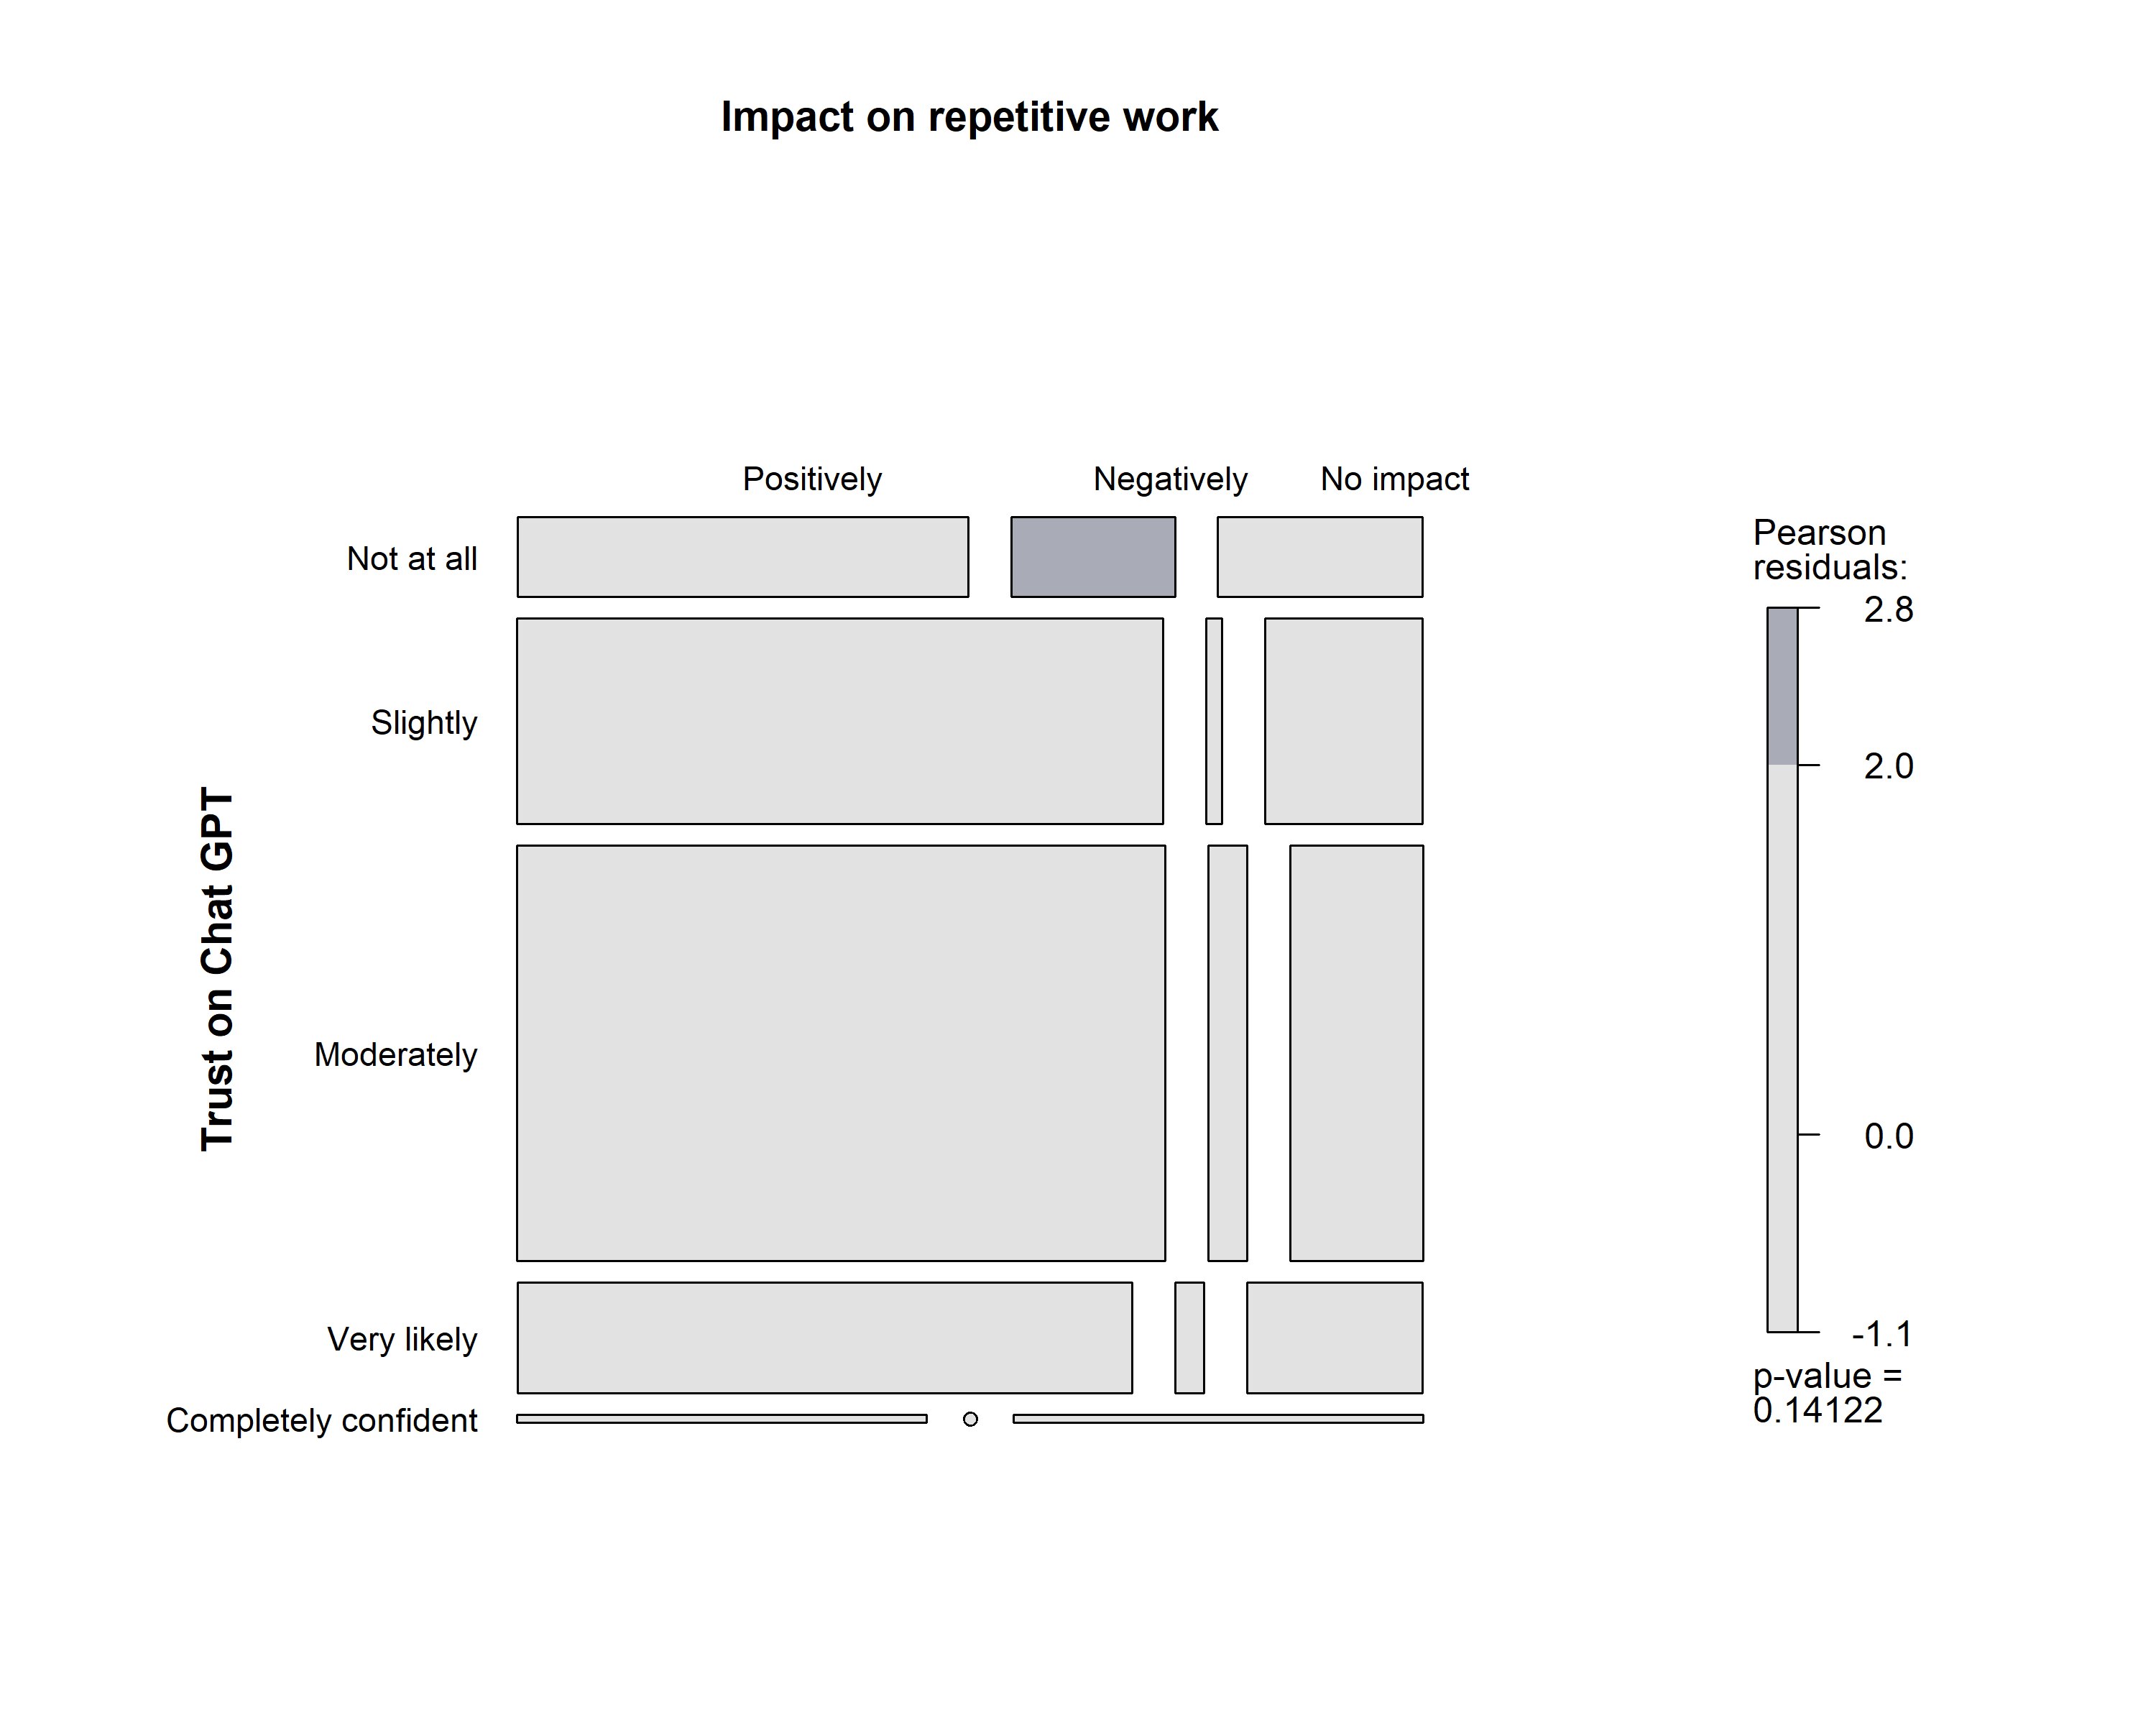 Impact on repetitive work
Positively Negatively No impact
Trust on Chat GPT
Not at all
Slightly
Moderately
Very likely
Completely confident
Pearson
residuals:
2.8
2.0
0.0
-1.1
p-value =
0.14122